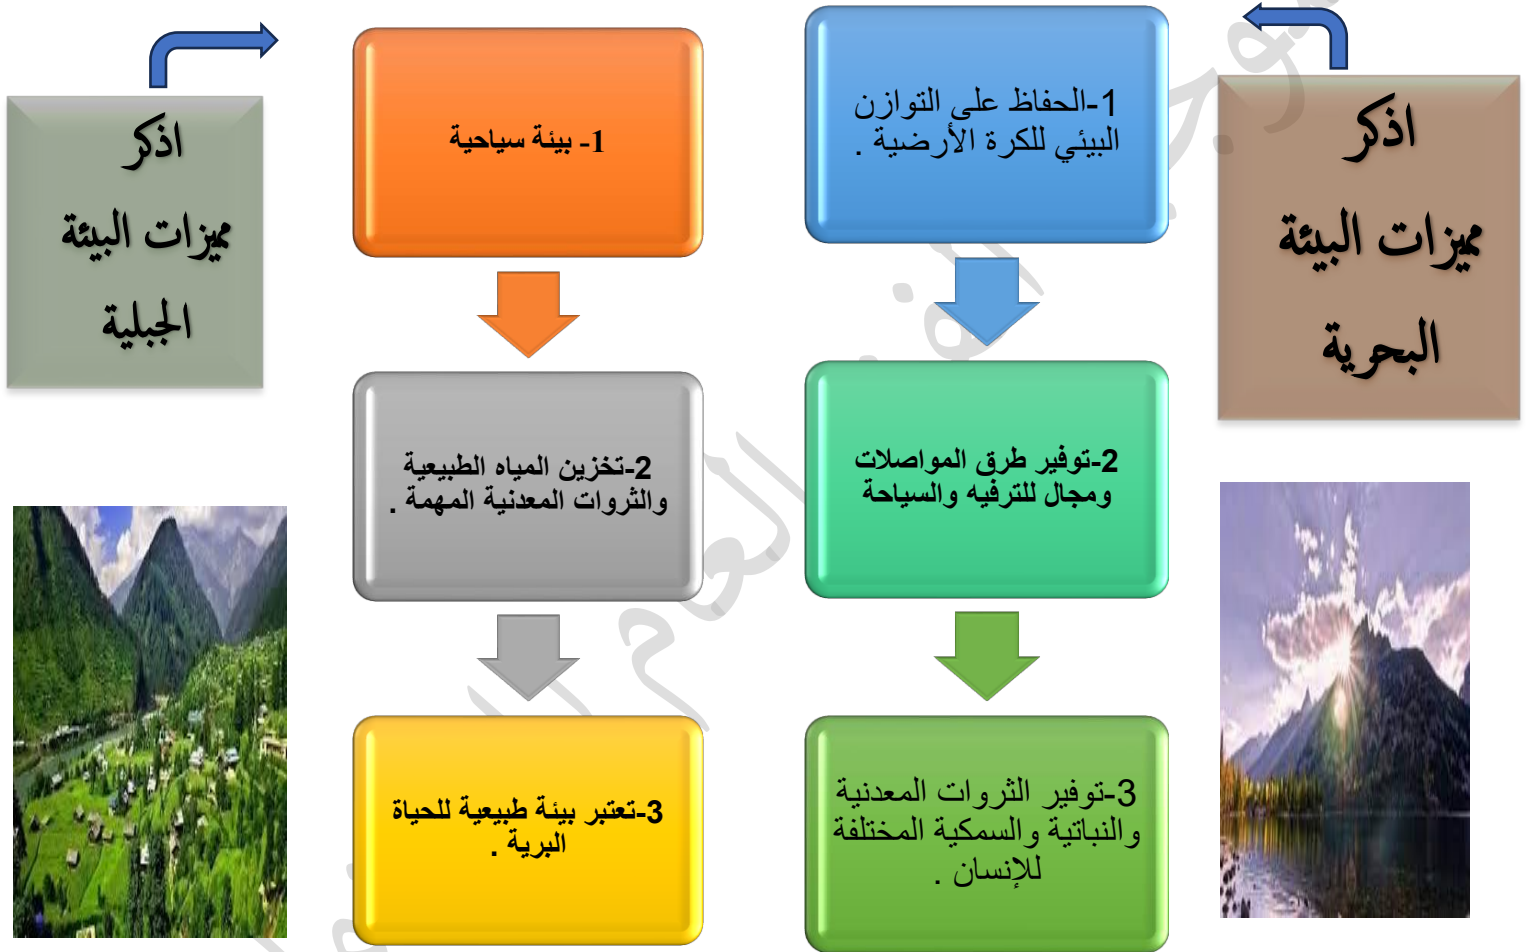 اذكر
مميزات البيئة
البحرية
1-الحفاظ على التوازن
البيئي للكرة الأرضية .
2-توفير طرق المواصلات
ومجال للترفيه والسياحة
3-توفير الثروات المعدنية
والنباتية والسمكية المختلفة
للإنسان .
اذكر
مميزات البيئة
الجبلية
1- بيئة سياحية
2-تخزين المياه الطبيعية
والثروات المعدنية المهمة .
3-تعتبر بيئة طبيعية للحياة
البرية .
العام